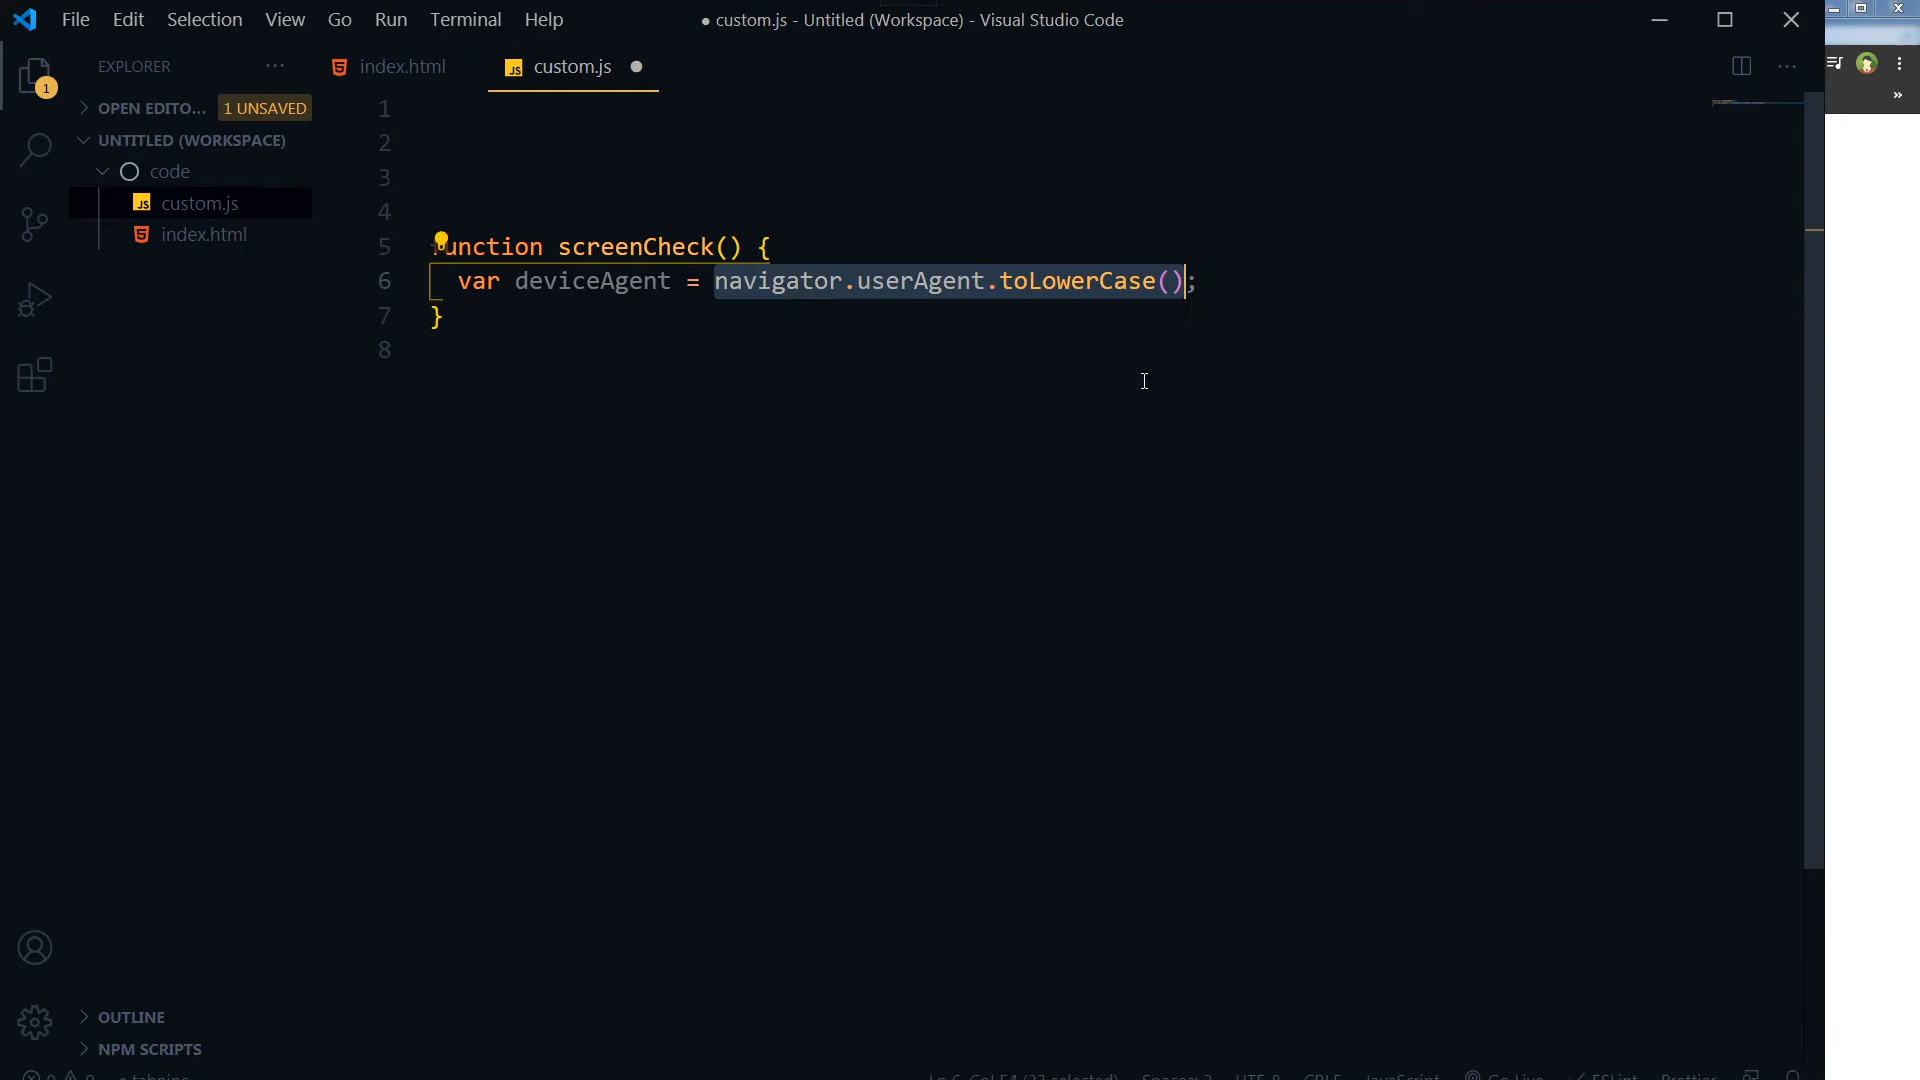 File Edit Selection View Go Run Terminal Help
● custom.js - Untitled (Workspace) - Visual Studio Code
EXPLORER ···
index.html
custom.js
1
OPEN EDITO... 1 UNSAVED
UNTITLED (WORKSPACE)
code
custom.js
index.html
1
2
3
4
5 function screenCheck() {
6 var deviceAgent = navigator.userAgent.toLowerCase();
7 }
8
OUTLINE
NPM SCRIPTS